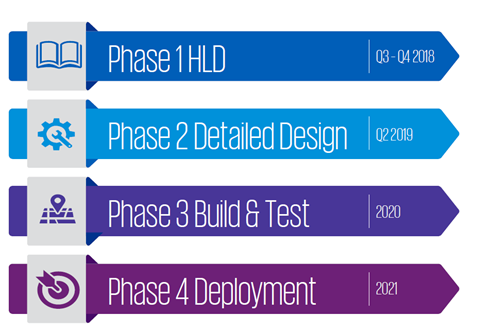 Phase 1 HLD
Q3 - Q4 2018
Phase 2 Detailed Design
Q2 2019
Phase 3 Build & Test
2020
Phase 4 Deployment
2021